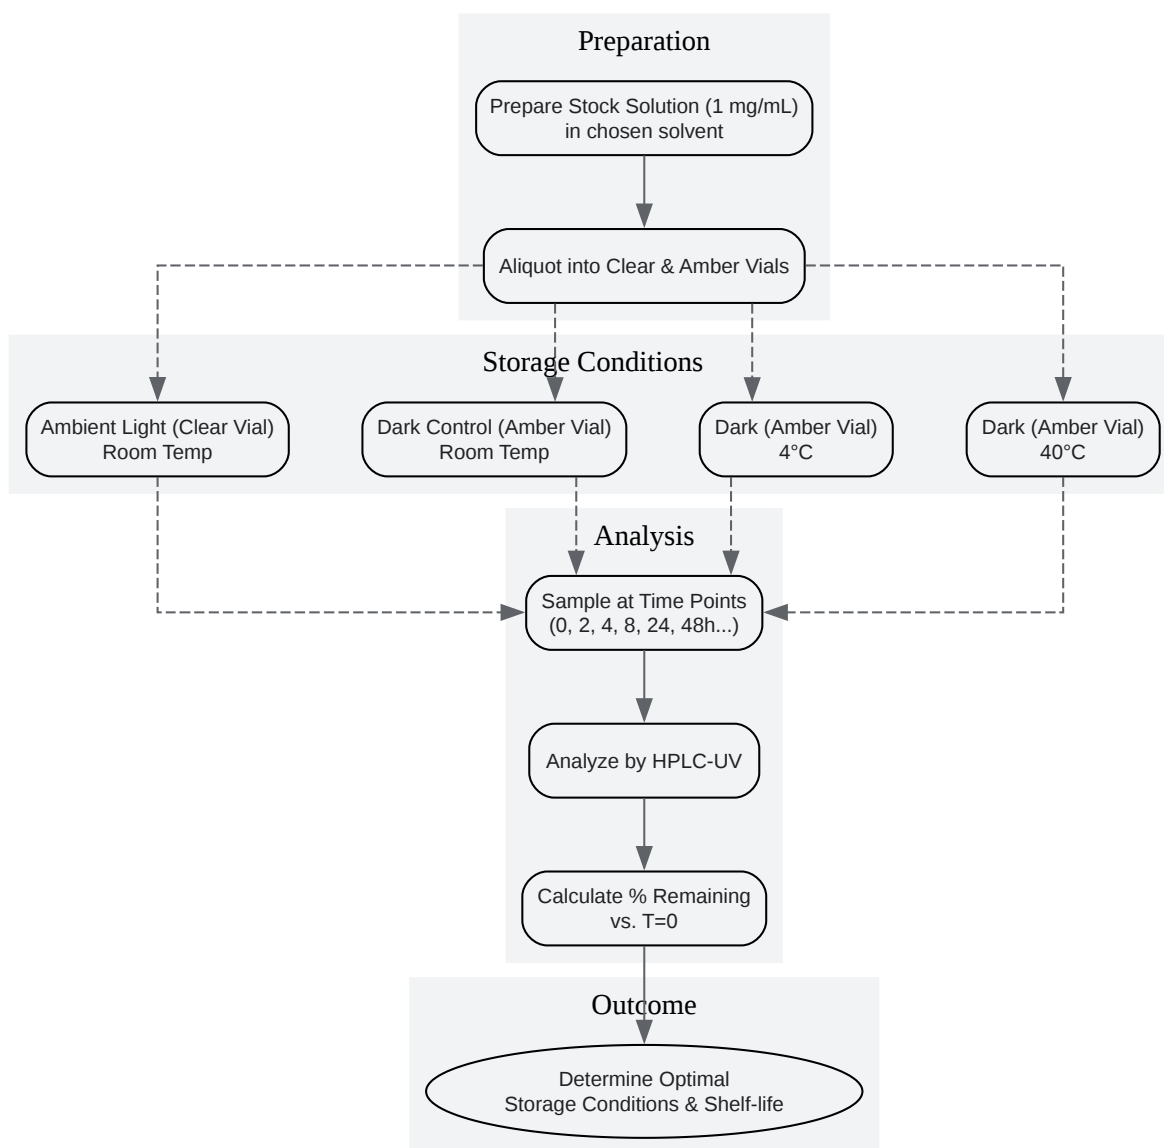 Preparation
Prepare Stock Solution (1 mg/mL)
in chosen solvent
Aliquot into Clear & Amber Vials
Storage Conditions
Ambient Light (Clear Vial)
Room Temp
Dark Control (Amber Vial)
Room Temp
Dark (Amber Vial)
4°C
Dark (Amber Vial)
40°C
Analysis
Sample at Time Points
(0, 2, 4, 8, 24, 48h...)
Analyze by HPLC-UV
Calculate % Remaining
vs. T=0
Outcome
Determine Optimal
Storage Conditions & Shelf-life